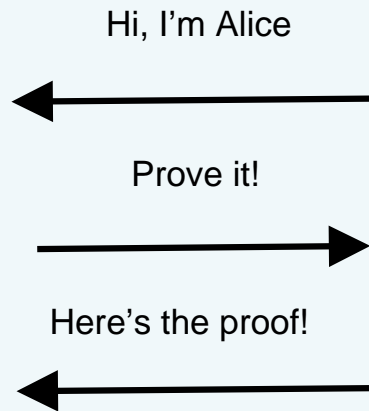 Hi, I’m Alice
Prove it!
Here’s the proof!